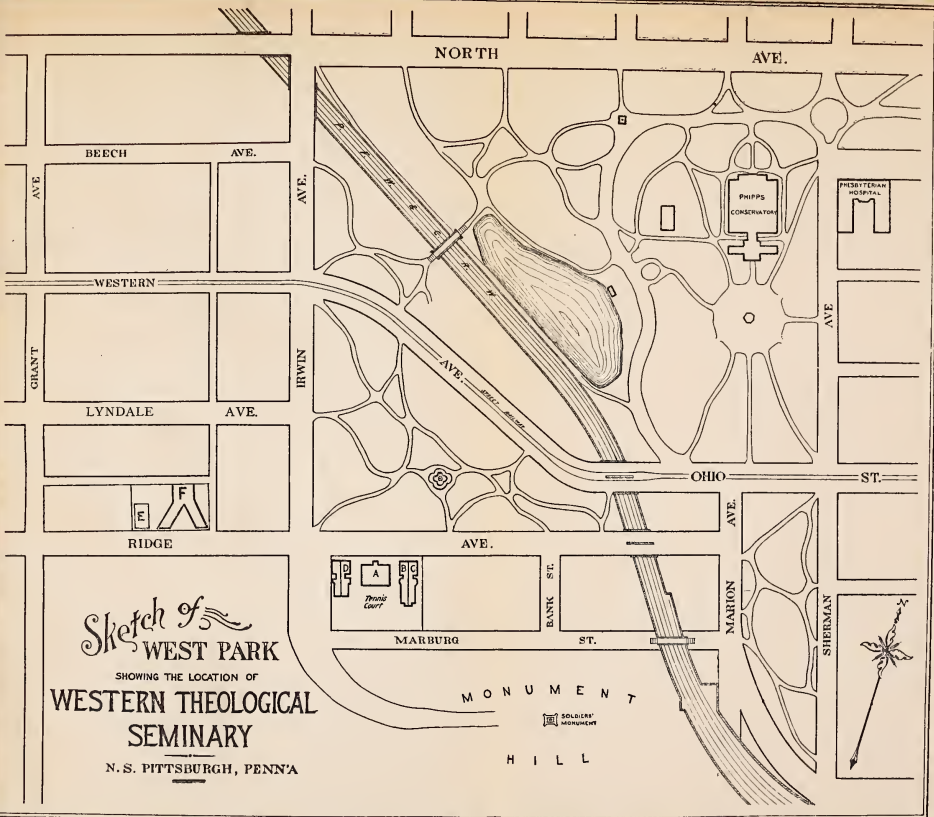 NORTH AVE.
BEECH AVE.
AVE
AVE.
PHIPPS
CONSERVATORY
PRESBYTERIAN
HOSPITAL
WESTERN
AVE.
STREET RAILWAY
GRANT
IRWIN
AVE
LYNDALE AVE.
OHIO ST.
E
F
AVE.
RIDGE AVE.
D
A
B
C
Tennis
Court
BANK ST.
MARION
SHERMAN
N
MARBURG ST.
Sketch of
WEST PARK
SHOWING THE LOCATION OF
WESTERN THEOLOGICAL
SEMINARY
N.S. PITTSBURGH, PENN'A
MONUMENT
SOLDIERS'
MONUMENT
HILL